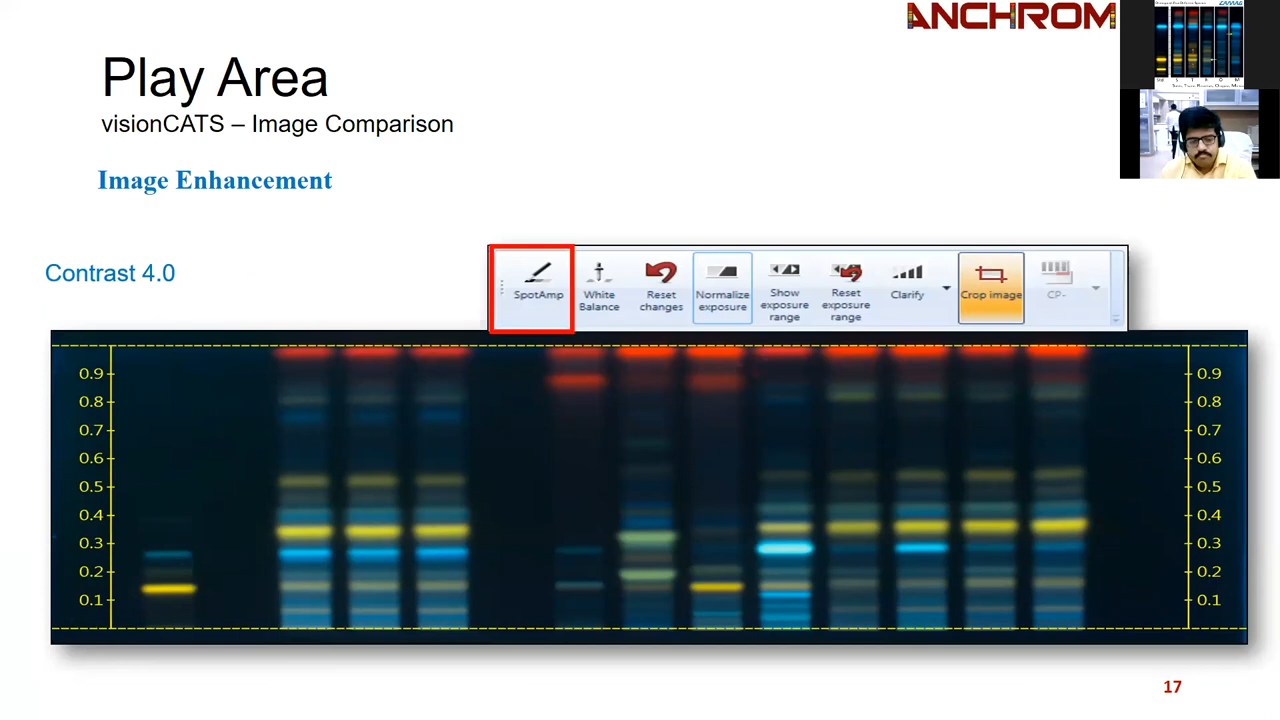 ANCHROM
Play Area
visionCATS – Image Comparison
Image Enhancement
Contrast 4.0
SpotAmp
White Balance
Reset changes
Normalize exposure
Show exposure range
Reset exposure range
Clarify
Crop image
CP-
0.9 0.9
0.8 0.8
0.7 0.7
0.6 0.6
0.5 0.5
0.4 0.4
0.3 0.3
0.2 0.2
0.1 0.1
17